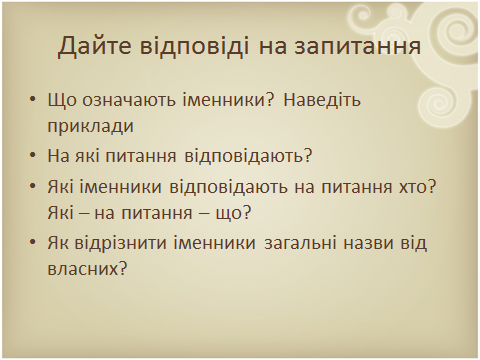 Дайте відповіді на запитання
• Що означають іменники? Наведіть
приклади
• На які питання відповідають?
• Які іменники відповідають на питання хто?
Які – на питання – що?
• Як відрізнити іменники загальні назви від
власних?